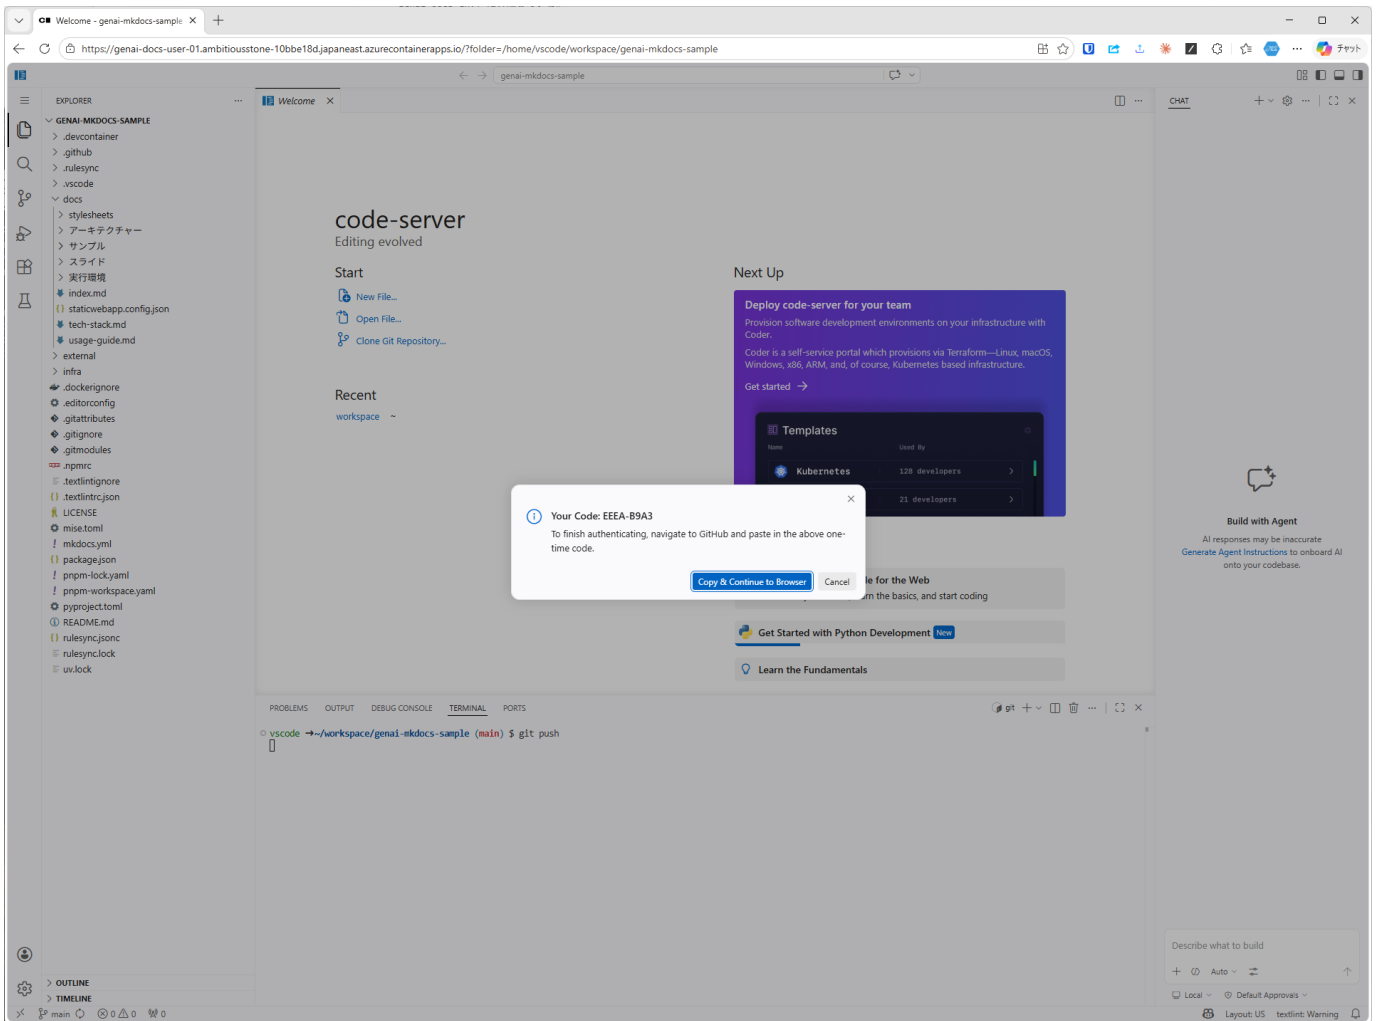 Welcome - genai-mkdocs-sample
https://genai-docs-user-01.ambitiousstone-10bbe18d.japaneast.azurecontainerapps.io/?folder=/home/vscode/workspace/genai-mkdocs-sample
チャット
genai-mkdocs-sample
EXPLORER
GENAI-MKDOCS-SAMPLE
.devcontainer
.github
.rulesync
.vscode
docs
stylesheets
アーキテクチャー
サンプル
スライド
実行環境
index.md
staticwebapp.config.json
tech-stack.md
usage-guide.md
external
infra
.dockerignore
.editorconfig
.gitattributes
.gitignore
.gitmodules
.npmrc
.textlintignore
.textlintrc.json
LICENSE
mise.toml
mkdocs.yml
package.json
pnpm-lock.yaml
pnpm-workspace.yaml
pyproject.toml
README.md
rulesync.jsonc
rulesync.lock
uv.lock
OUTLINE
TIMELINE
Welcome
code-server
Editing evolved
Start
New File...
Open File...
Clone Git Repository...
Recent
workspace ~
Next Up
Deploy code-server for your team
Provision software development environments on your infrastructure with
Coder.
Coder is a self-service portal which provisions via Terraform—Linux, macOS,
Windows, x86, ARM, and, of course, Kubernetes based infrastructure.
Get started
Templates
Name Used By
Kubernetes 128 developers
21 developers
Your Code: EEEA-B9A3
To finish authenticating, navigate to GitHub and paste in the above one-
time code.
Copy & Continue to Browser Cancel
for the Web
the basics, and start coding
Get Started with Python Development New
Learn the Fundamentals
PROBLEMS OUTPUT DEBUG CONSOLE TERMINAL PORTS
git
vscode ➜~/workspace/genai-mkdocs-sample (main) $ git push
CHAT
Build with Agent
AI responses may be inaccurate
Generate Agent Instructions to onboard AI
onto your codebase.
Describe what to build
Auto
Local Default Approvals
main 0 0 0
Layout: US textlint: Warning